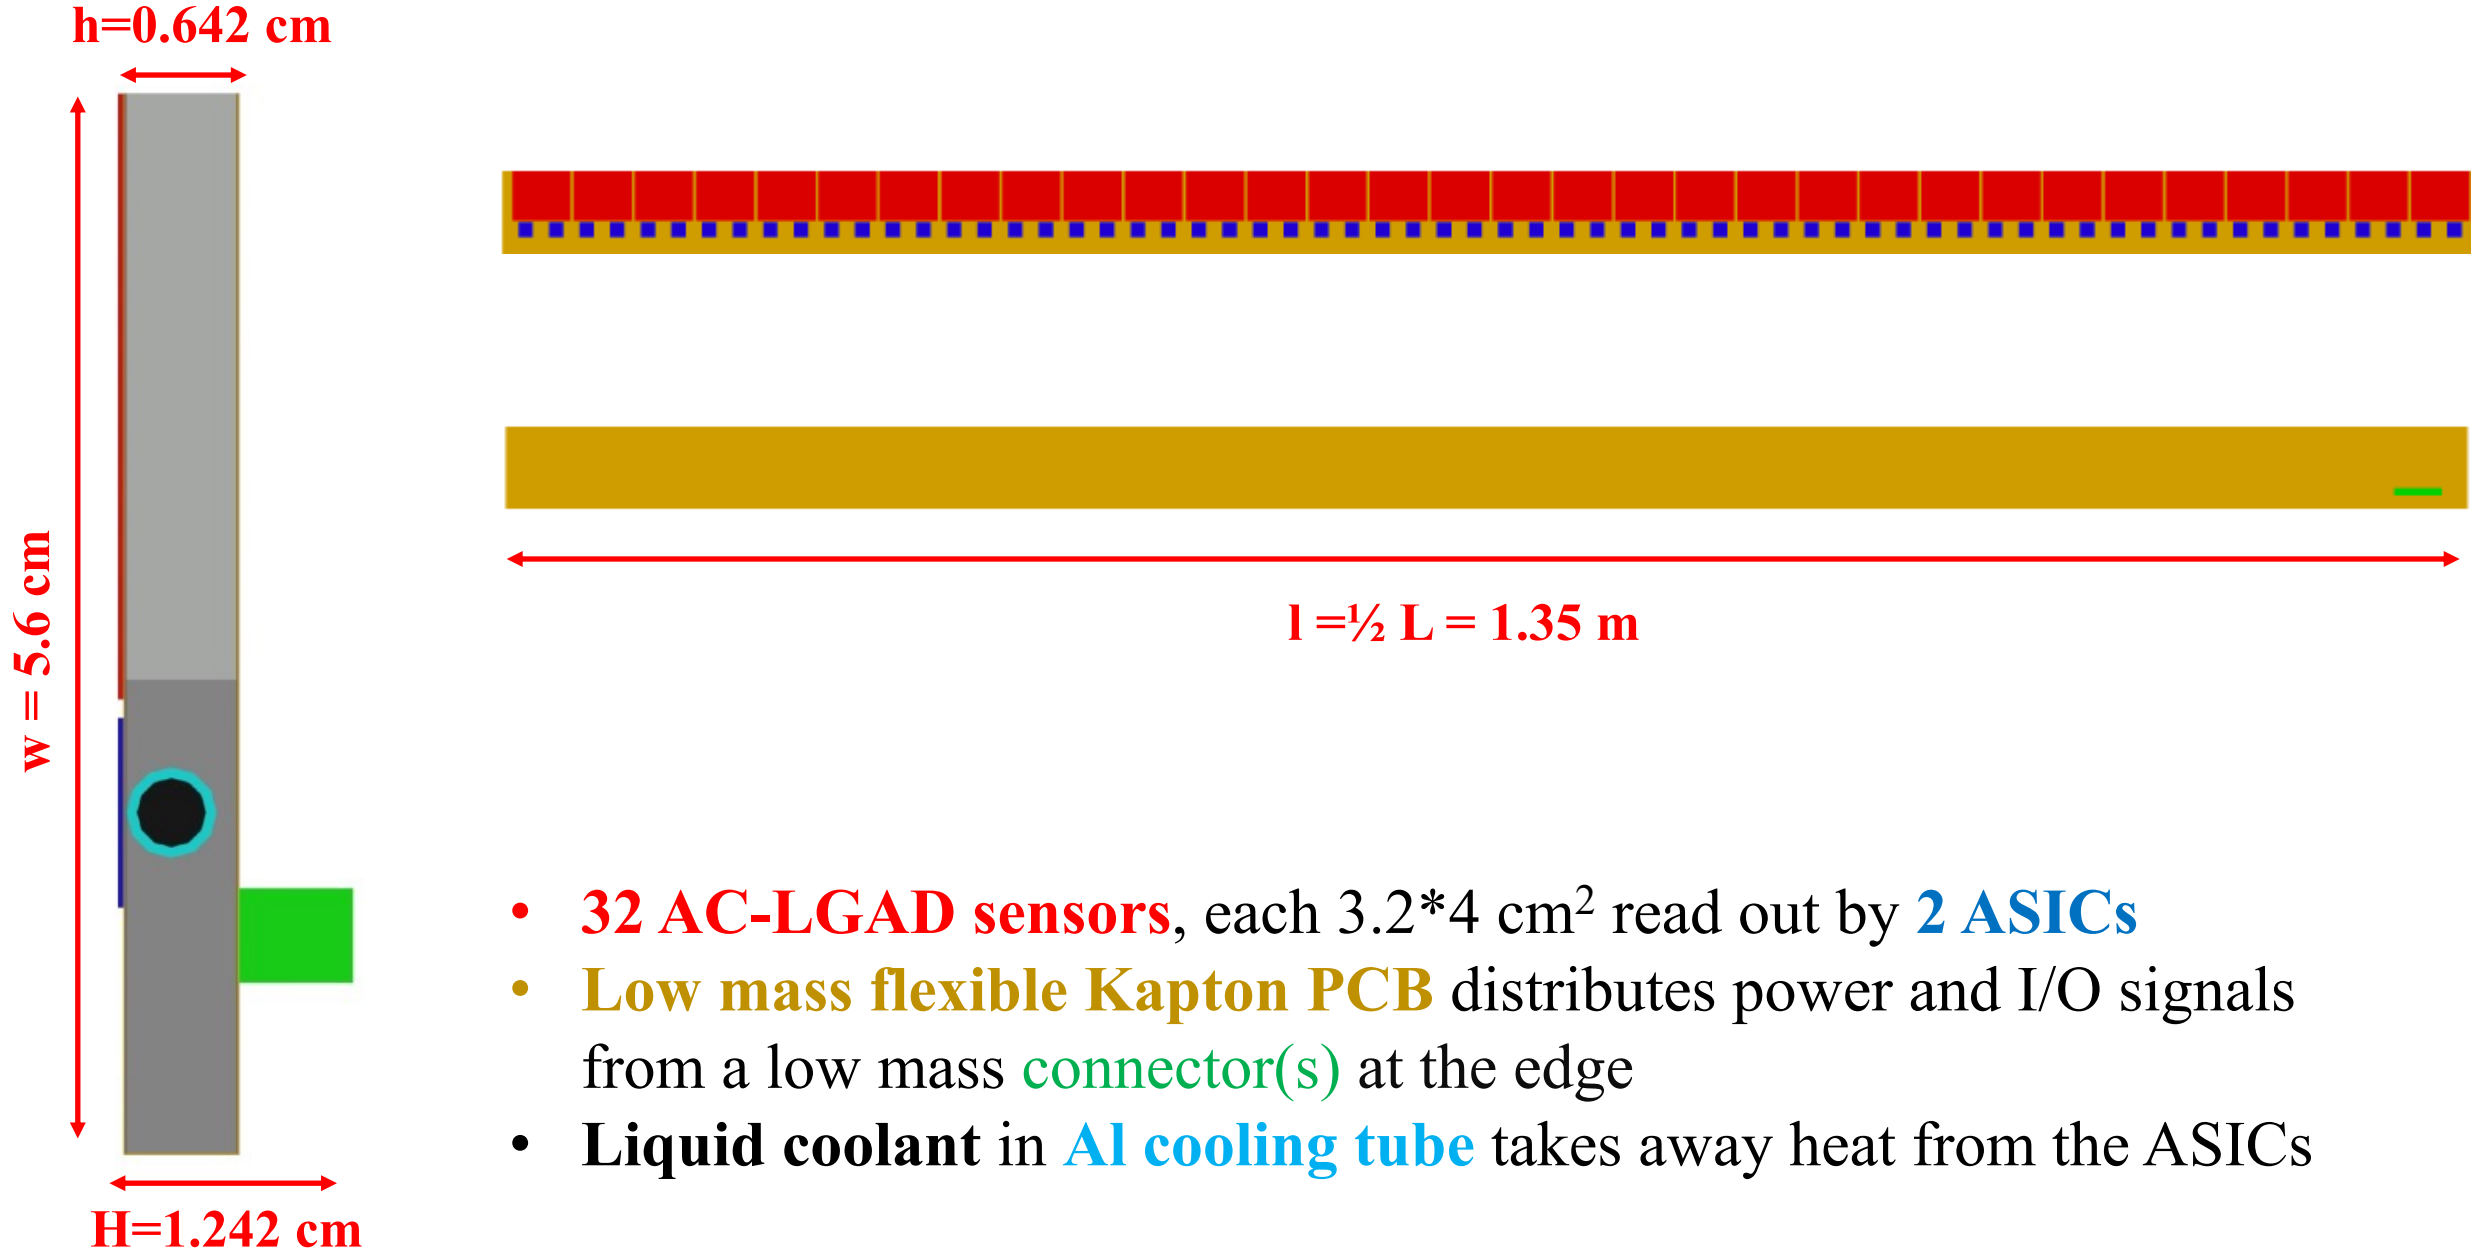 h=0.642 cm
w = 5.6 cm
H=1.242 cm
l =½ L = 1.35 m
• 32 AC-LGAD sensors, each 3.2*4 cm² read out by 2 ASICs
• Low mass flexible Kapton PCB distributes power and I/O signals
from a low mass connector(s) at the edge
• Liquid coolant in Al cooling tube takes away heat from the ASICs